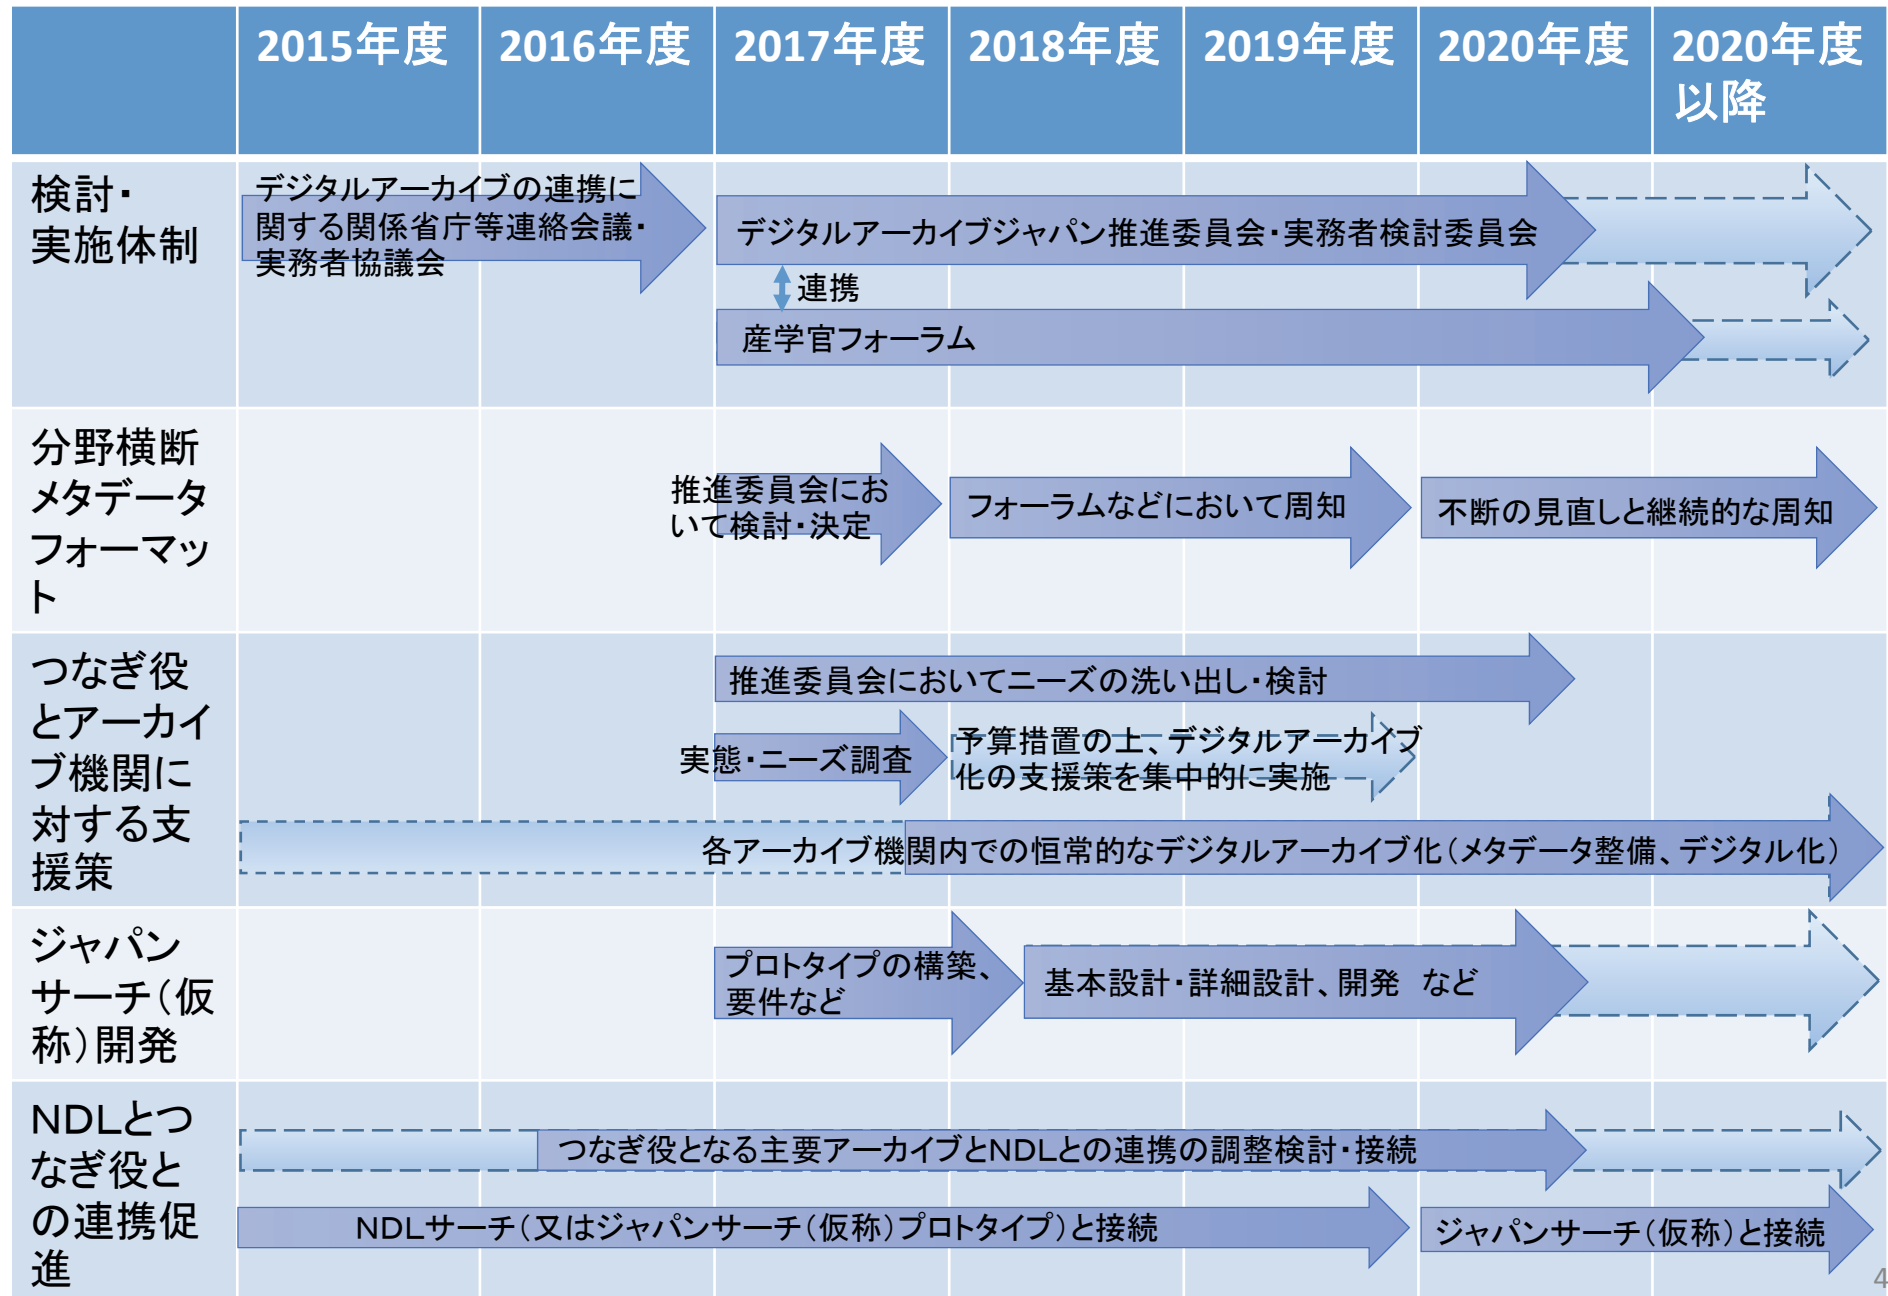 2015年度
2016年度
2017年度
2018年度
2019年度
2020年度
2020年度
以降
検討・
実施体制
デジタルアーカイブの連携に
関する関係省庁等連絡会議・
実務者協議会
デジタルアーカイブジャパン推進委員会・実務者検討委員会
連携
産学官フォーラム
分野横断
メタデータ
フォーマッ
ト
推進委員会にお
いて検討・決定
フォーラムなどにおいて周知
不断の見直しと継続的な周知
つなぎ役
とアーカイ
ブ機関に
対する支
援策
推進委員会においてニーズの洗い出し・検討
実態・ニーズ調査
予算措置の上、デジタルアーカイブ
化の支援策を集中的に実施
各アーカイブ機関内での恒常的なデジタルアーカイブ化（メタデータ整備、デジタル化）
ジャパン
サーチ（仮
称）開発
プロトタイプの構築、
要件など
基本設計・詳細設計、開発　など
ＮＤＬとつ
なぎ役と
の連携促
進
つなぎ役となる主要アーカイブとＮＤＬとの連携の調整検討・接続
ＮＤＬサーチ（又はジャパンサーチ（仮称）プロトタイプ）と接続
ジャパンサーチ（仮称）と接続
4